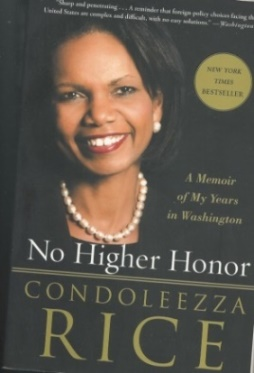 "Sharp and penetrating . . . A reminder that foreign policy choices facing the
United States are complex and difficult, with no easy solutions." —Washington
NEW YORK
TIMES
BESTSELLER
A Memoir
of My Years
in Washington
No Higher Honor
CONDOLEEZZA
RICE